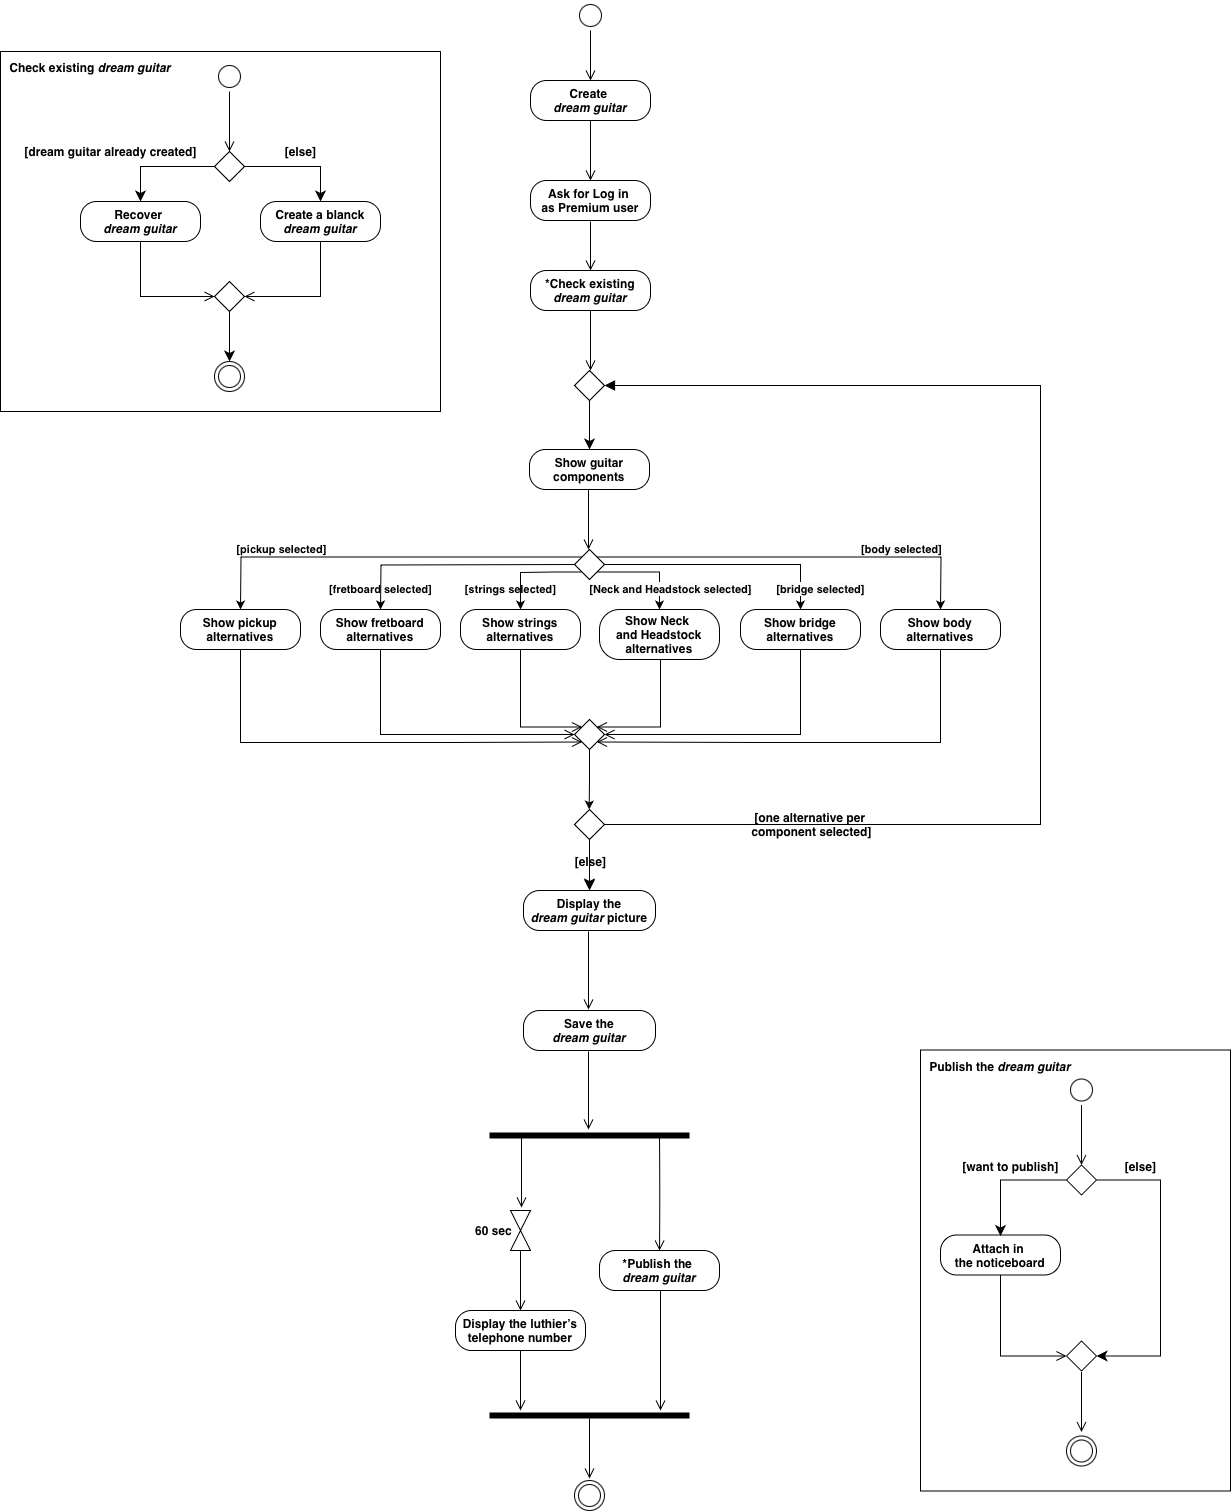 Check existing dream guitar
[dream guitar already created]
[else]
Recover
dream guitar
Create a blanck
dream guitar
Create
dream guitar
Ask for Log in
as Premium user
*Check existing
dream guitar
Show guitar
components
[pickup selected]
[body selected]
[fretboard selected]
[strings selected]
[Neck and Headstock selected]
[bridge selected]
Show pickup
alternatives
Show fretboard
alternatives
Show strings
alternatives
Show Neck
and Headstock
alternatives
Show bridge
alternatives
Show body
alternatives
[one alternative per
component selected]
[else]
Display the
dream guitar picture
Save the
dream guitar
60 sec
*Publish the
dream guitar
Display the luthier's
telephone number
Publish the dream guitar
[want to publish]
[else]
Attach in
the noticeboard